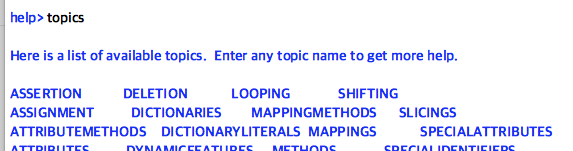 help> topics
Here is a list of available topics.  Enter any topic name to get more help.
ASSERTION DELETION LOOPING SHIFTING
ASSIGNMENT DICTIONARIES MAPPINGMETHODS SLICINGS
ATTRIBUTEMETHODS DICTIONARYLITERALS MAPPINGS SPECIALATTRIBUTES
ATTRIBUTES DYNAMICFEATURES METHODS SPECIALIDENTIFIERS